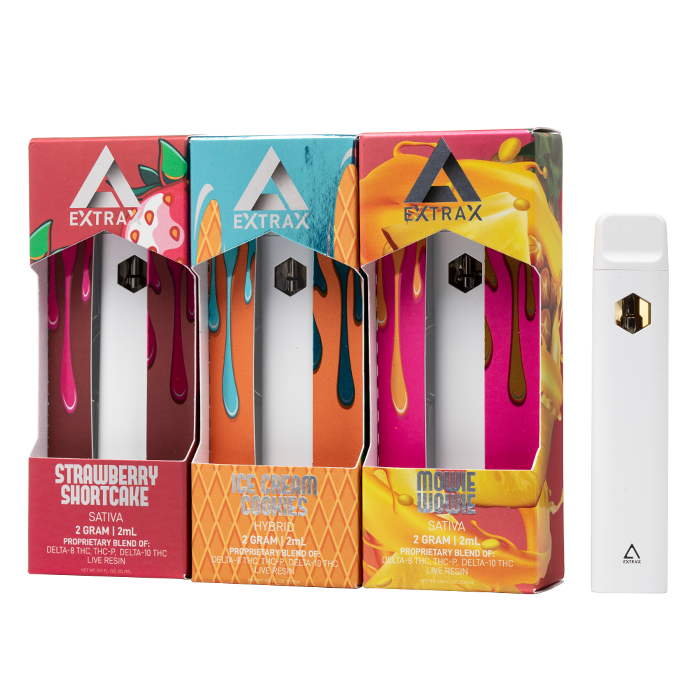 EXTRAX
STRAWBERRY
SHORTCAKE
SATIVA
2 GRAM | 2mL
PROPRIETARY BLEND OF:
DELTA-8 THC, THC-P, DELTA-10 THC
LIVE RESIN
EXTRAX
ICE CREAM
COOKIES
HYBRID
2 GRAM | 2mL
PROPRIETARY BLEND OF:
DELTA-8 THC, THC-P, DELTA-10 THC
LIVE RESIN
EXTRAX
MOWIE
WOWIE
SATIVA
2 GRAM | 2mL
PROPRIETARY BLEND OF:
DELTA-8 THC, THC-P, DELTA-10 THC
LIVE RESIN
EXTRAX